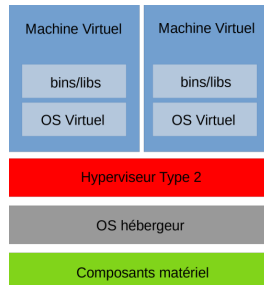 Machine Virtuel
bins/libs
OS Virtuel
Machine Virtuel
bins/libs
OS Virtuel
Hyperviseur Type 2
OS hébergeur
Composants matériel